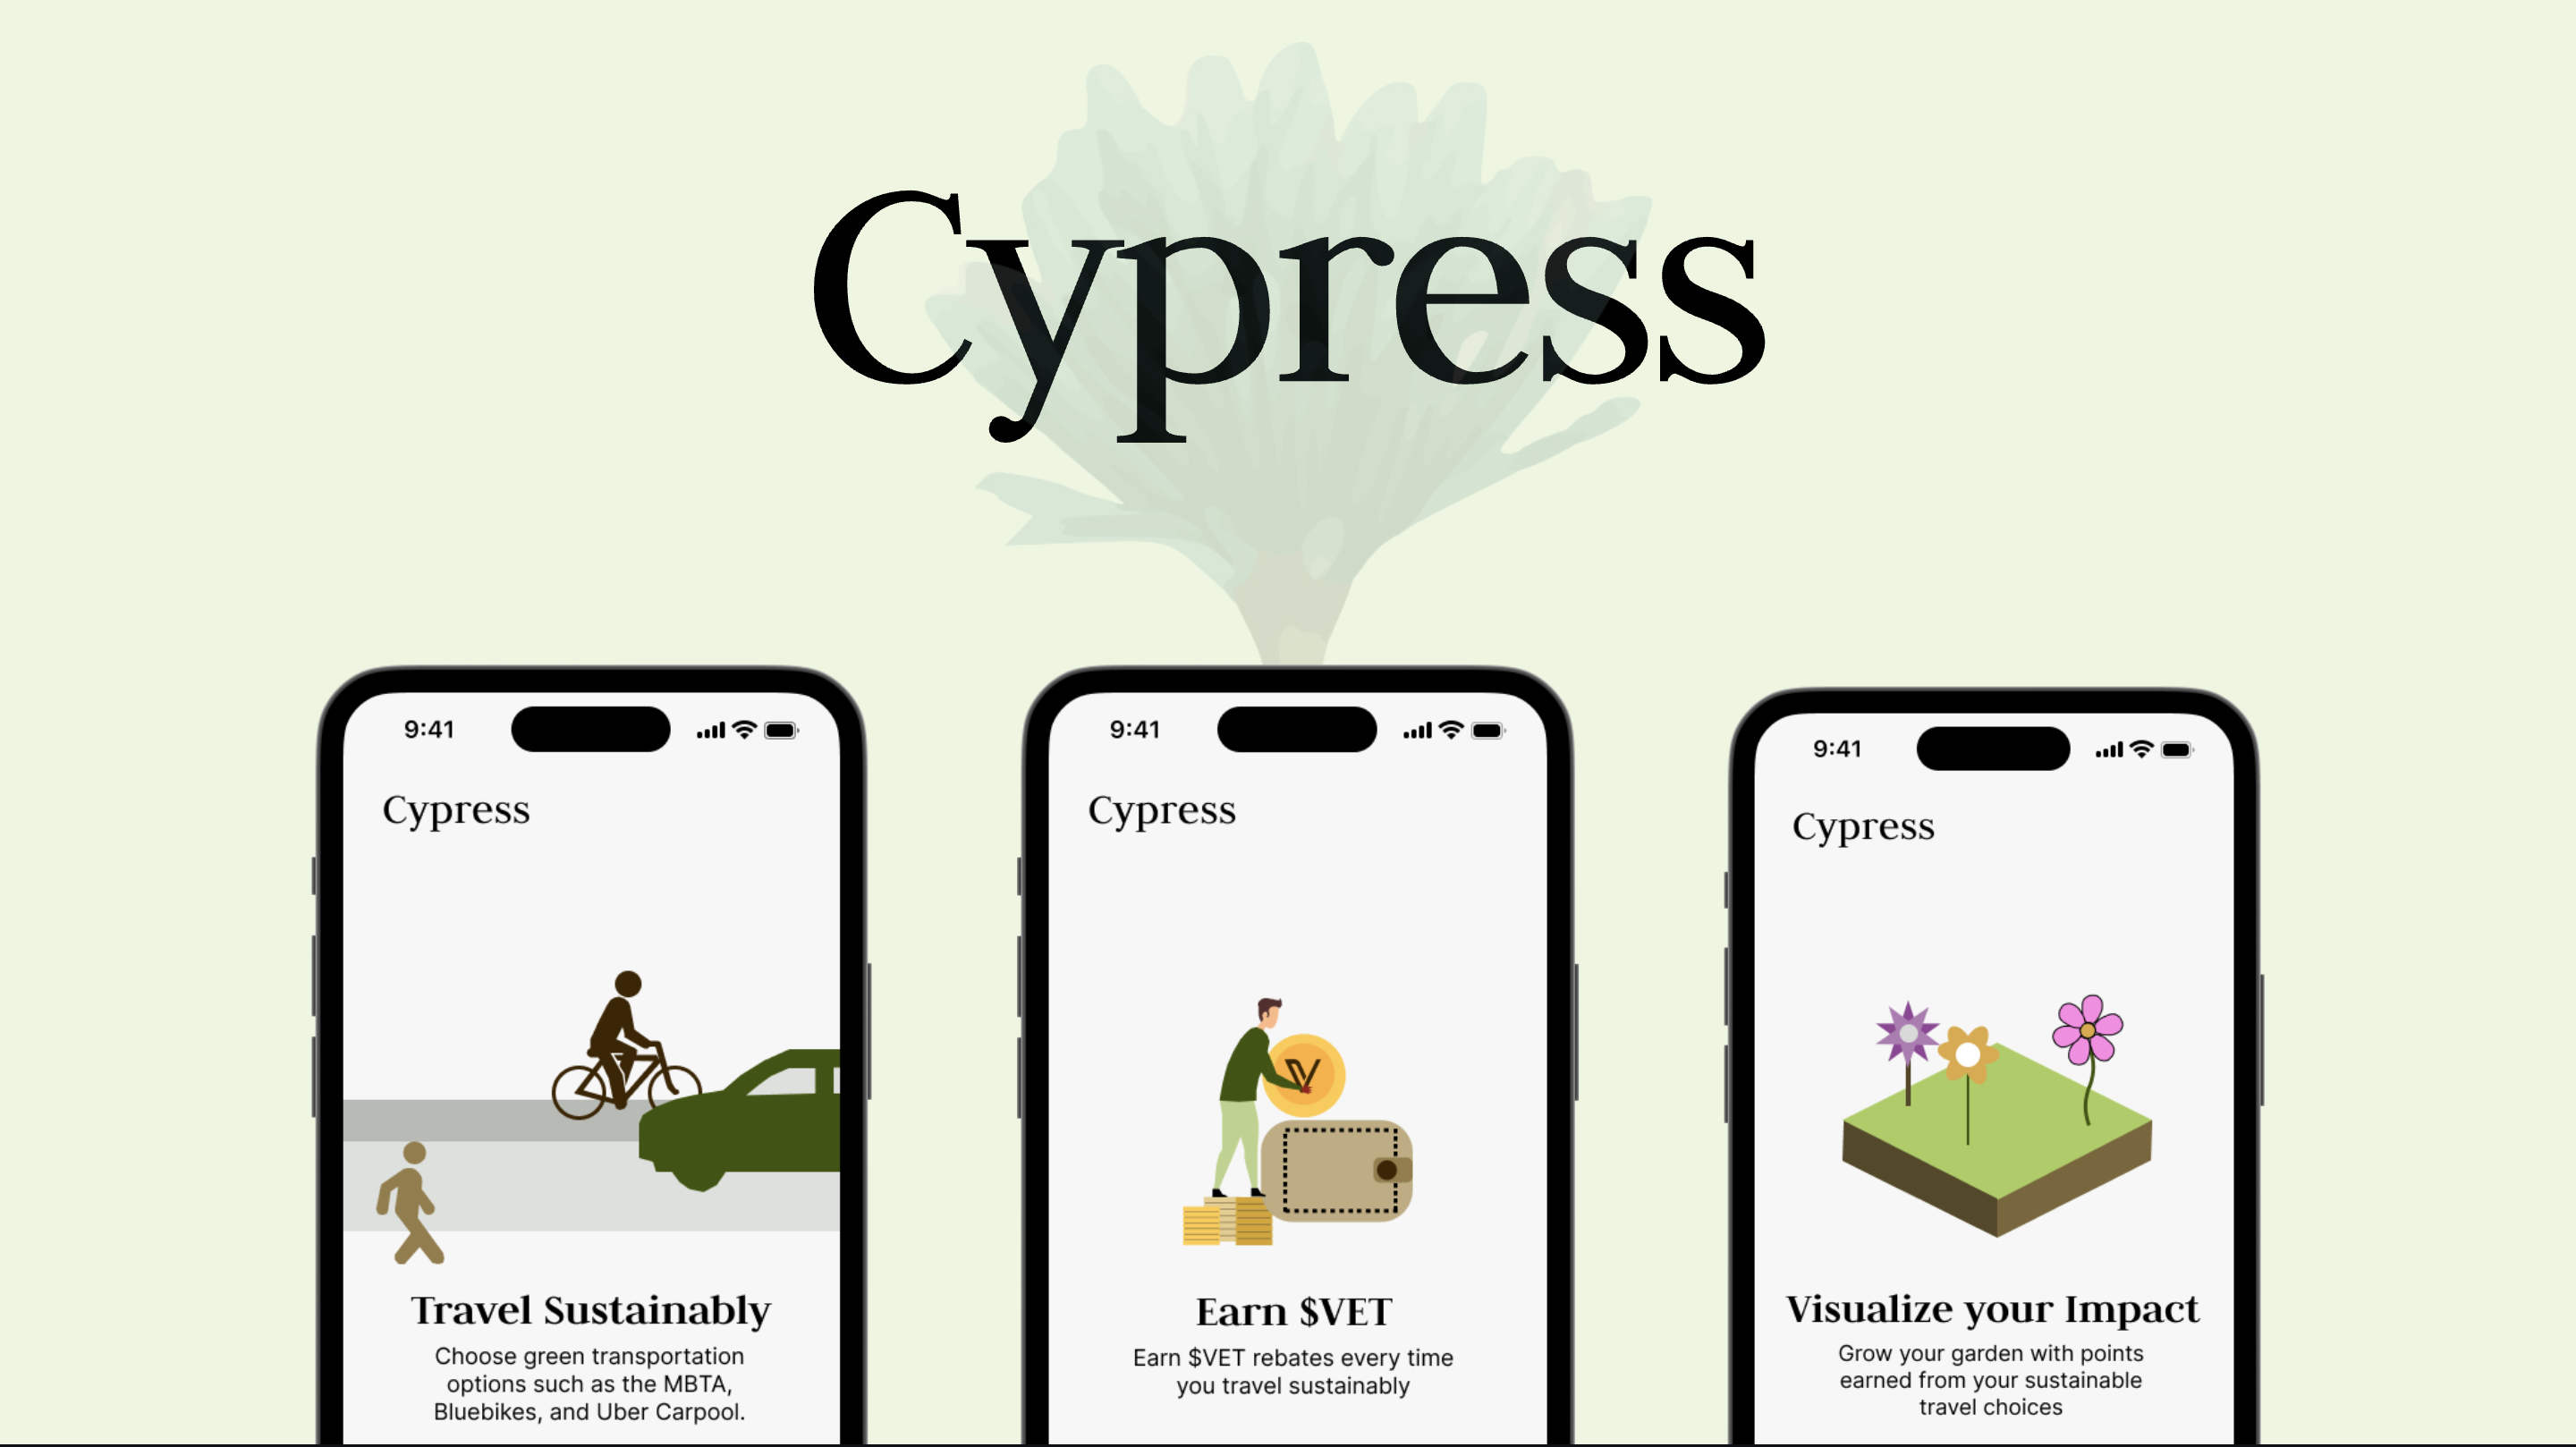 Cypress
9:41
Cypress
Travel Sustainably
Choose green transportation
options such as the MBTA,
Bluebikes, and Uber Carpool.
9:41
Cypress
Earn $VET
Earn $VET rebates every time
you travel sustainably
9:41
Cypress
Visualize your Impact
Grow your garden with points
earned from your sustainable
travel choices